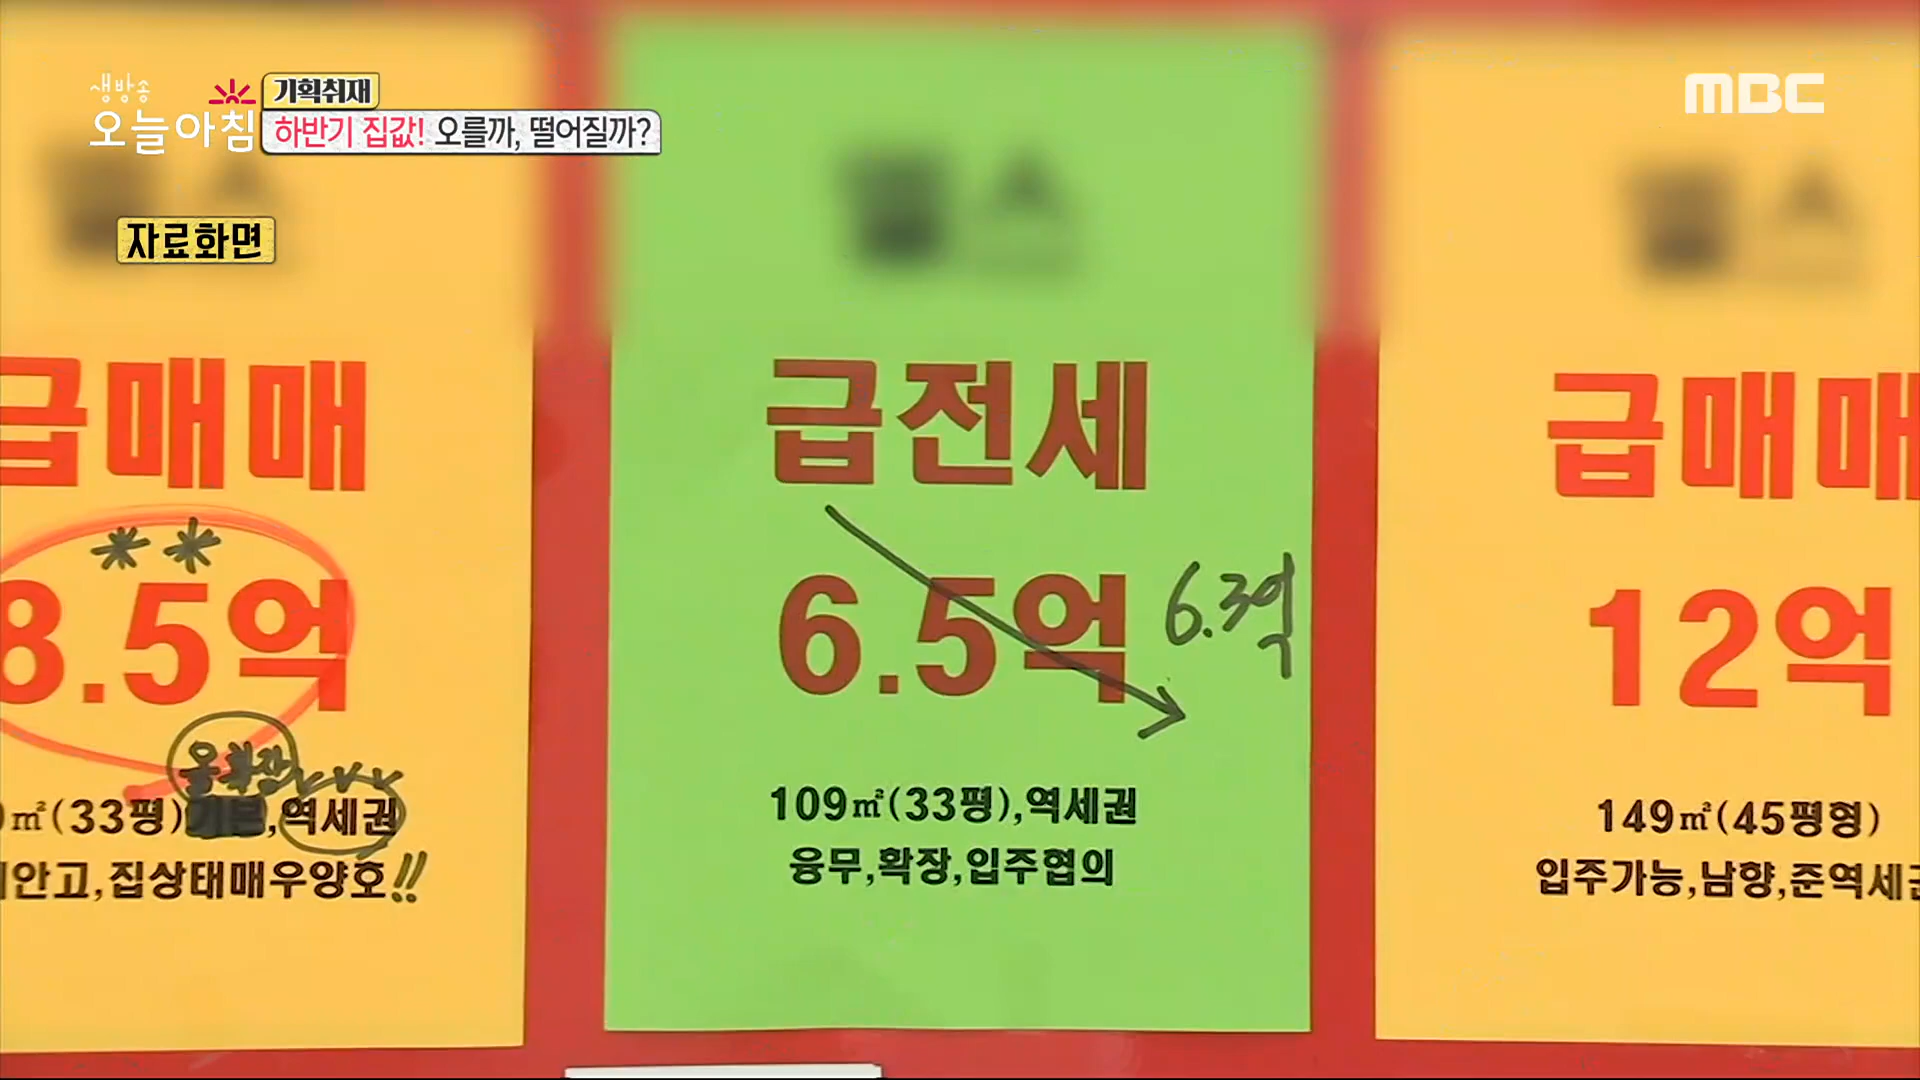 생방송
오늘아침
기획취재
하반기 집값! 오를까, 떨어질까?
MBC
자료화면
급매매
8.5억
올확장
㎡(33평)기본,역세권
안고,집상태매우양호!!
급전세
6.5억 6.3억
109㎡(33평),역세권
융무,확장,입주협의
급매매
12억
149㎡(45평형)
입주가능,남향,준역세권